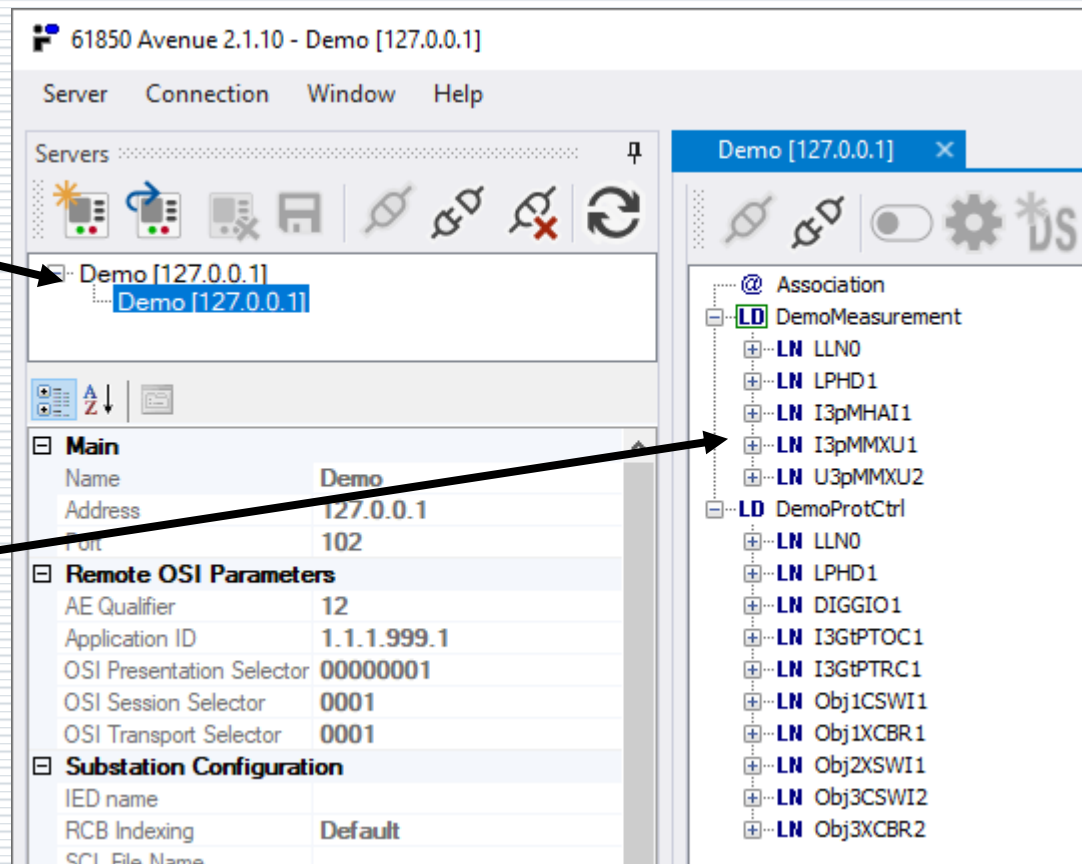 61850 Avenue 2.1.10 - Demo [127.0.0.1]
Server Connection Window Help
Servers
Demo [127.0.0.1]
Demo [127.0.0.1]
Main
Name Demo
Address 127.0.0.1
Port 102
Remote OSI Parameters
AE Qualifier 12
Application ID 1.1.1.999.1
OSI Presentation Selector 00000001
OSI Session Selector 0001
OSI Transport Selector 0001
Substation Configuration
IED name
RCB Indexing Default
SCL File Name
Demo [127.0.0.1]
DS
@ Association
LD DemoMeasurement
LN LLN0
LN LPHD1
LN I3pMHAI1
LN I3pMMXU1
LN U3pMMXU2
LD DemoProtCtrl
LN LLN0
LN LPHD1
LN DIGGIO1
LN I3GtPTOC1
LN I3GtPTRC1
LN Obj1CSWI1
LN Obj1XCBR1
LN Obj2XSWI1
LN Obj3CSWI2
LN Obj3XCBR2